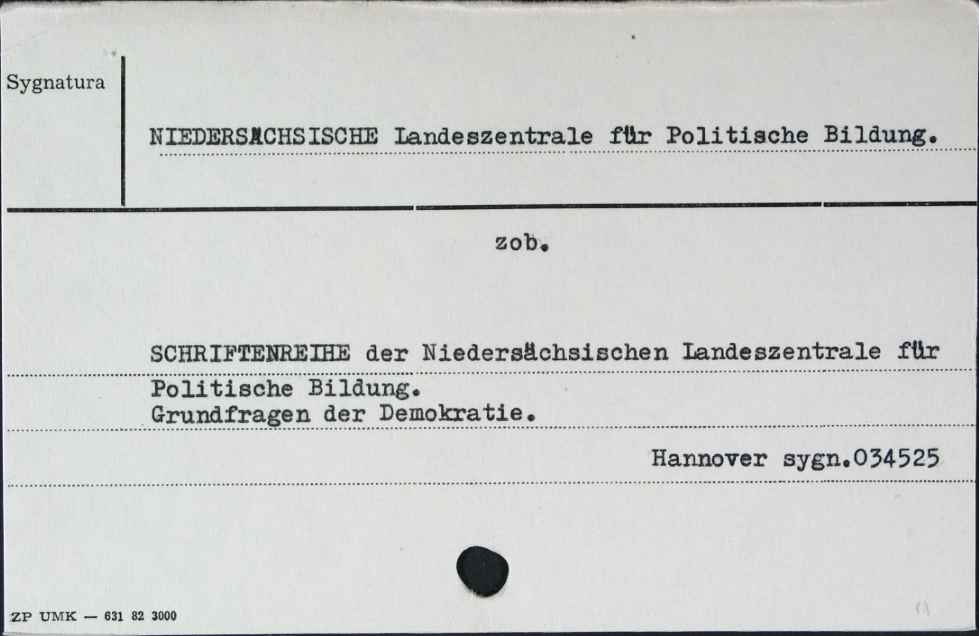 Sygnatura
NIEDERSÄCHSISCHE Landeszentrale für Politische Bildung.
zob.
SCHRIFTENREIHE der Niedersächsischen Landeszentrale für
Politische Bildung.
Grundfragen der Demokratie.
Hannover sygn.034525
ZP UMK — 631 82 3000